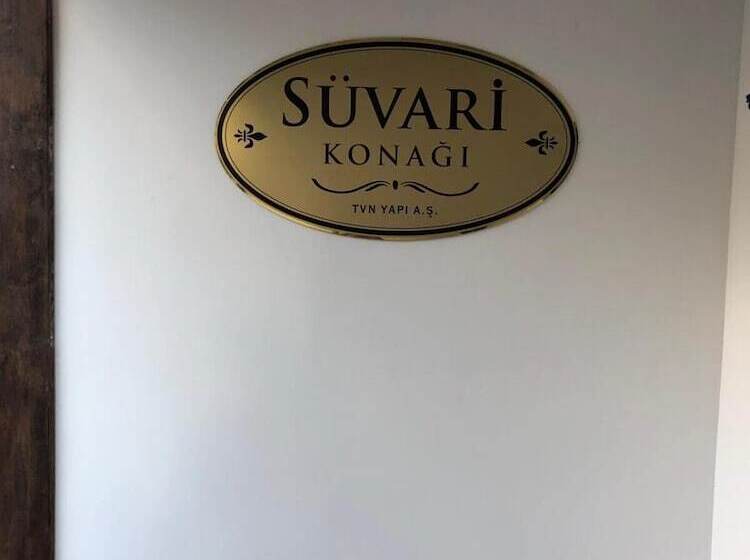 SÜVARİ
KONAĞI
TVN YAPI A.Ş.